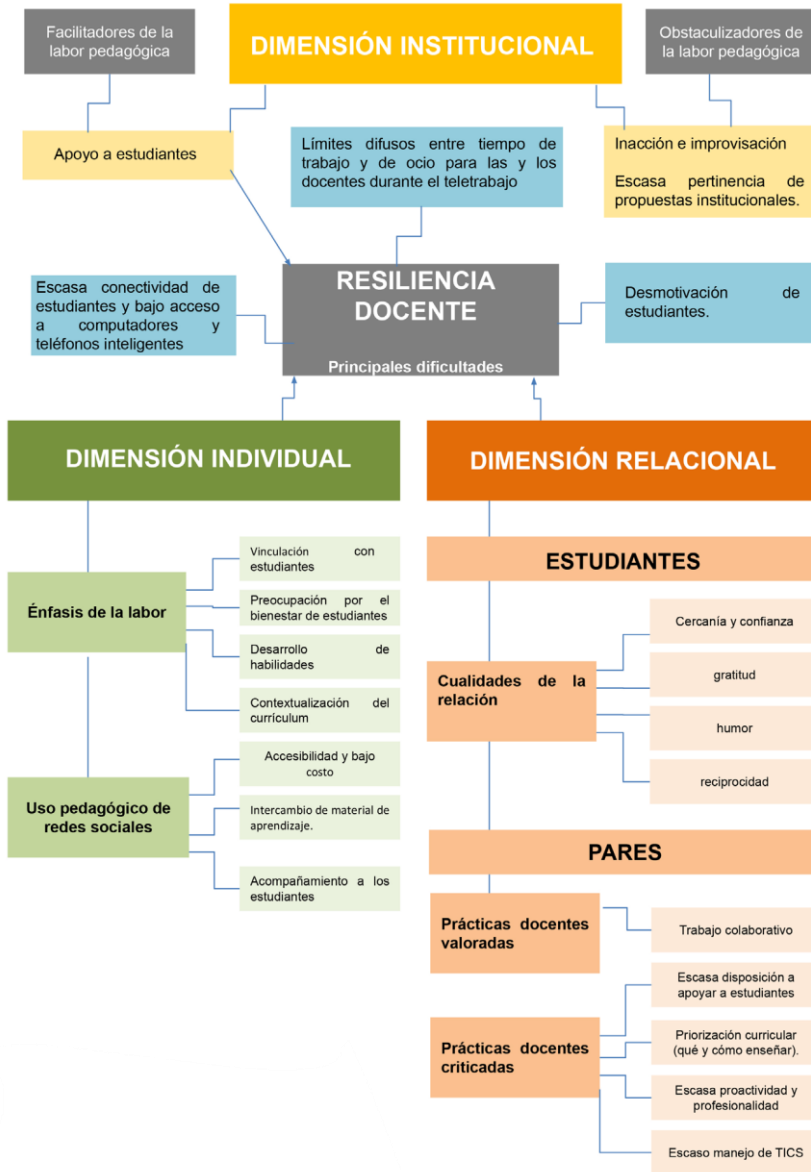 Facilitadores de la
labor pedagógica
DIMENSIÓN INSTITUCIONAL
Obstaculizadores de
la labor pedagógica
Apoyo a estudiantes
Límites difusos entre tiempo de
trabajo y de ocio para las y los
docentes durante el teletrabajo
Inacción e improvisación
Escasa pertinencia de
propuestas institucionales.
Escasa conectividad de
estudiantes y bajo acceso
a computadores y
teléfonos inteligentes
RESILIENCIA
DOCENTE
Principales dificultades
Desmotivación de
estudiantes.
DIMENSIÓN INDIVIDUAL
Énfasis de la labor
Vinculación con
estudiantes
Preocupación por el
bienestar de estudiantes
Desarrollo de
habilidades
Contextualización del
currículum
Uso pedagógico de
redes sociales
Accesibilidad y bajo
costo
Intercambio de material de
aprendizaje.
Acompañamiento a los
estudiantes
DIMENSIÓN RELACIONAL
ESTUDIANTES
Cualidades de la
relación
Cercanía y confianza
gratitud
humor
reciprocidad
PARES
Prácticas docentes
valoradas
Trabajo colaborativo
Prácticas docentes
criticadas
Escasa disposición a
apoyar a estudiantes
Priorización curricular
(qué y cómo enseñar).
Escasa proactividad y
profesionalidad
Escaso manejo de TICS